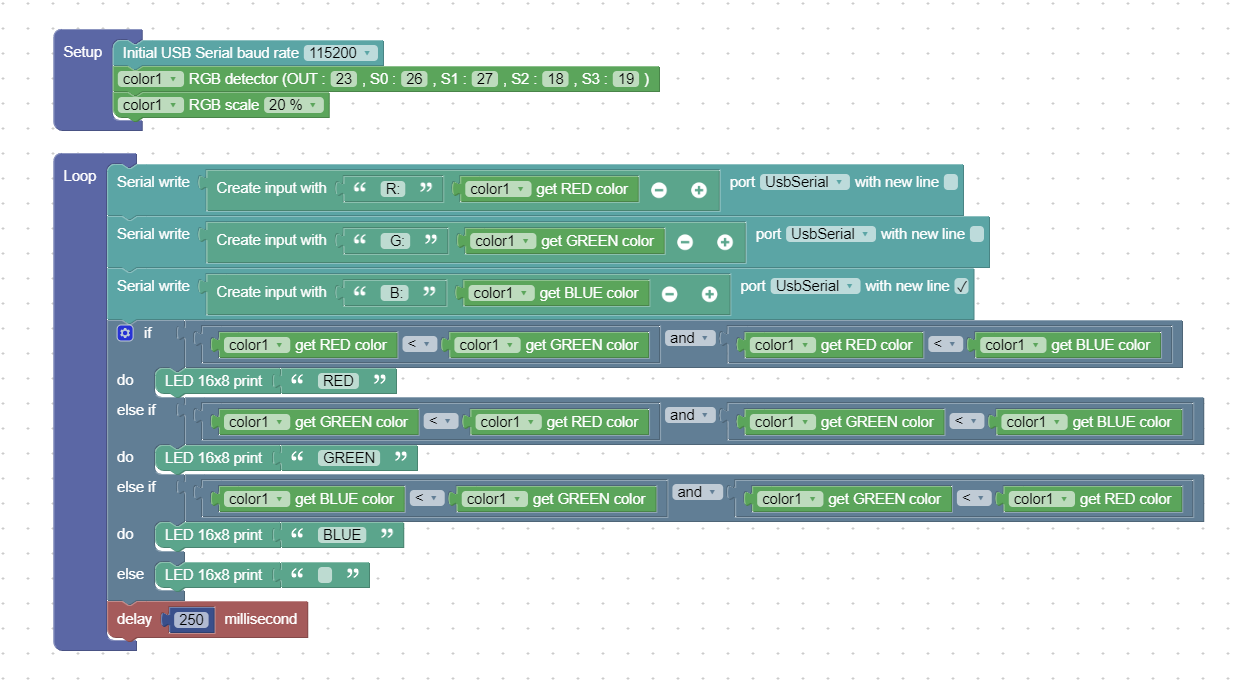 Setup Initial USB Serial baud rate 115200
color1 RGB detector (OUT : 23 , S0 : 26 , S1 : 27 , S2 : 18 , S3 : 19 )
color1 RGB scale 20 %
Loop Serial write Create input with “ R: ” color1 get RED color port UsbSerial with new line
Serial write Create input with “ G: ” color1 get GREEN color port UsbSerial with new line
Serial write Create input with “ B: ” color1 get BLUE color port UsbSerial with new line ✓
if color1 get RED color < color1 get GREEN color and color1 get RED color < color1 get BLUE color
do LED 16x8 print “ RED ”
else if color1 get GREEN color < color1 get RED color and color1 get GREEN color < color1 get BLUE color
do LED 16x8 print “ GREEN ”
else if color1 get BLUE color < color1 get GREEN color and color1 get GREEN color < color1 get RED color
do LED 16x8 print “ BLUE ”
else LED 16x8 print “ ”
delay 250 millisecond